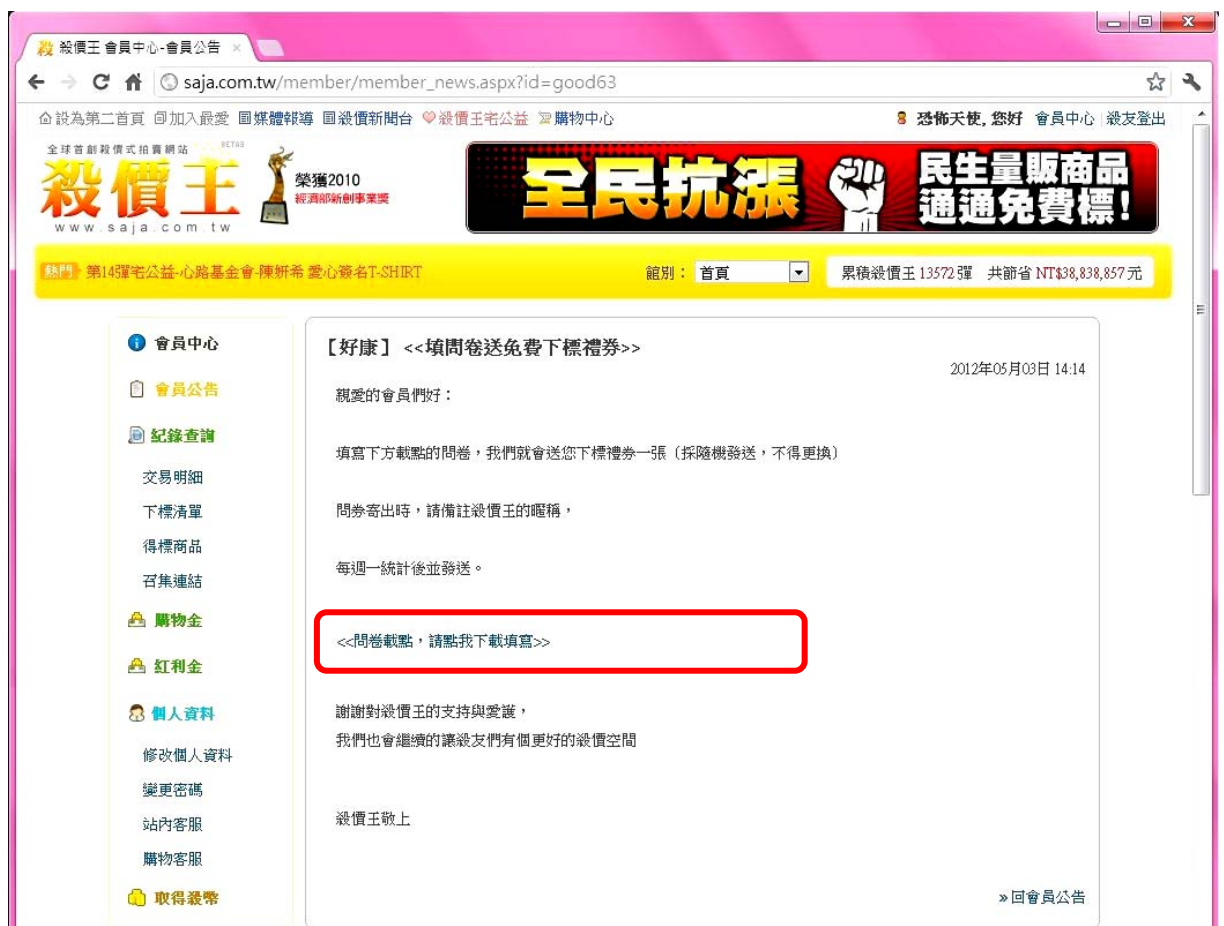 殺價王 會員中心-會員公告
saja.com.tw/member/member_news.aspx?id=good63
設為第二首頁 加入最愛 媒體報導 殺價新聞台 殺價王宅公益 購物中心
恐怖天使, 您好 會員中心 殺友登出
全球首創殺價式拍賣網站 BETA3
殺價王
www.saja.com.tw
榮獲2010
經濟部新創事業獎
全民抗漲
民生量販商品
通通免費標!
熱門 第14彈宅公益-心路基金會-陳妍希 愛心簽名T-SHIRT
館別： 首頁
累積殺價王 13572 彈 共節省 NT$38,838,857 元
會員中心
會員公告
紀錄查詢
交易明細
下標清單
得標商品
召集連結
購物金
紅利金
個人資料
修改個人資料
變更密碼
站內客服
購物客服
取得殺幣
【好康】<<填問卷送免費下標禮券>>
2012年05月03日 14:14
親愛的會員們好：
填寫下方載點的問卷，我們就會送您下標禮券一張（採隨機發送，不得更換）
問券寄出時，請備註殺價王的暱稱，
每週一統計後並發送。
<<問卷載點，請點我下載填寫>>
謝謝對殺價王的支持與愛護，
我們也會繼續的讓殺友們有個更好的殺價空間
殺價王敬上
»回會員公告